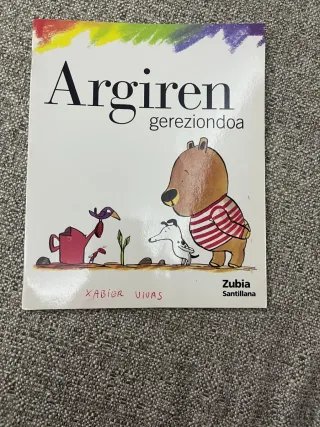 Argiren
gereziondoa
XABIER VIVAS
Zubia
Santillana